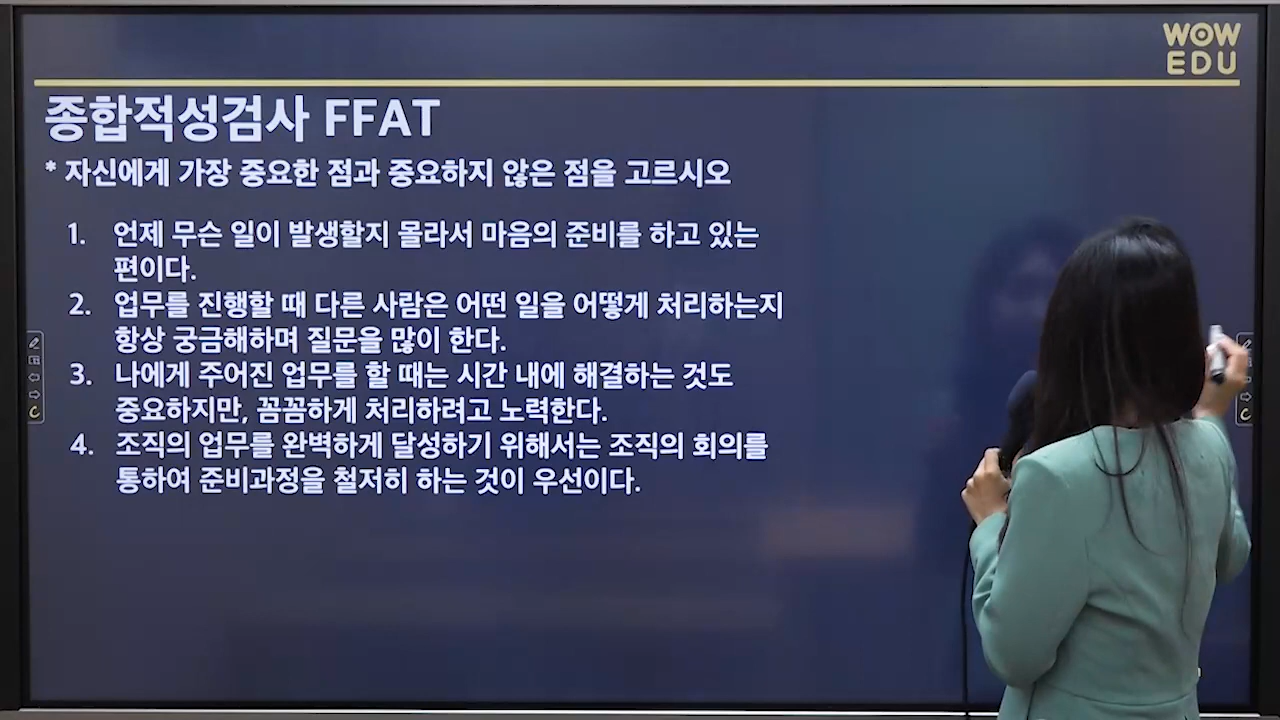 WOW
EDU
종합적성검사 FFAT
* 자신에게 가장 중요한 점과 중요하지 않은 점을 고르시오
1. 언제 무슨 일이 발생할지 몰라서 마음의 준비를 하고 있는
편이다.
2. 업무를 진행할 때 다른 사람은 어떤 일을 어떻게 처리하는지
항상 궁금해하며 질문을 많이 한다.
3. 나에게 주어진 업무를 할 때는 시간 내에 해결하는 것도
중요하지만, 꼼꼼하게 처리하려고 노력한다.
4. 조직의 업무를 완벽하게 달성하기 위해서는 조직의 회의를
통하여 준비과정을 철저히 하는 것이 우선이다.